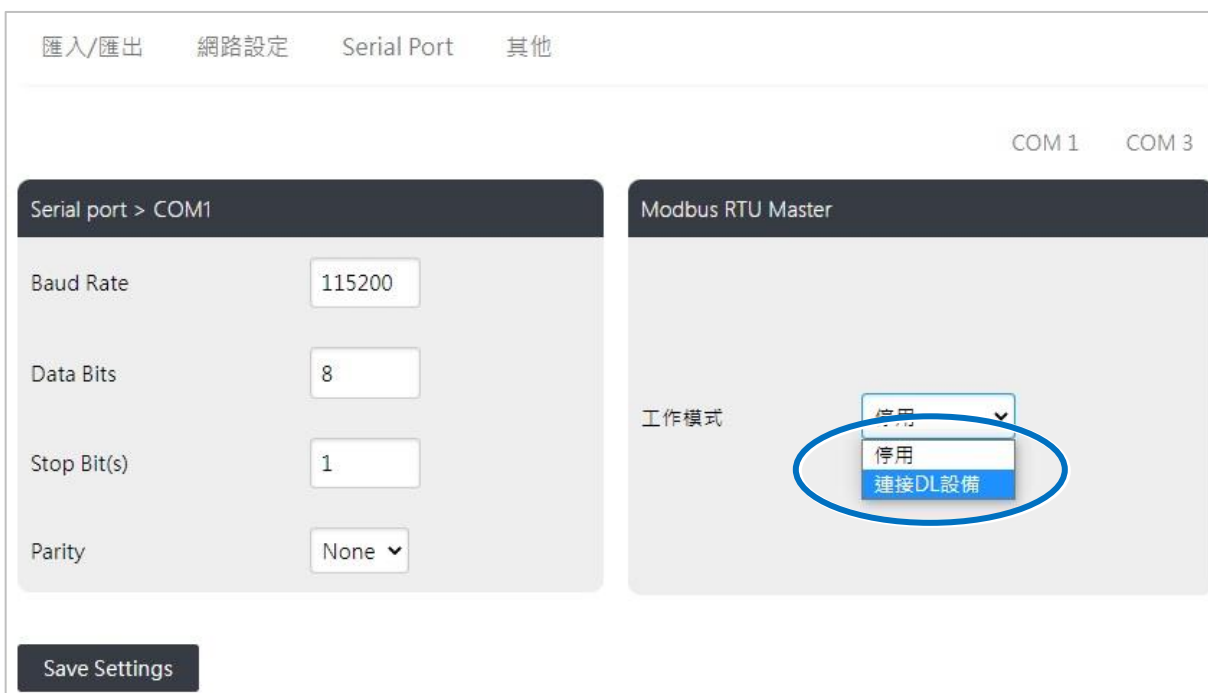 匯入/匯出 網路設定 Serial Port 其他
COM 1 COM 3
Serial port > COM1
Baud Rate 115200
Data Bits 8
Stop Bit(s) 1
Parity None
Modbus RTU Master
工作模式 停用
停用
連接DL設備
Save Settings